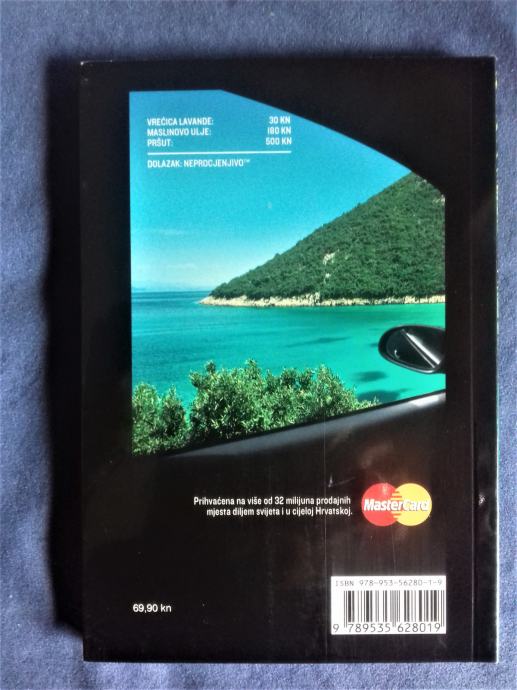 VREĆICA LAVANDE: 30 KN
MASLINOVO ULJE: 180 KN
PRŠUT: 500 KN
DOLAZAK: NEPROCJENJIVO™
Prihvaćena na više od 32 milijuna prodajnih
mjesta diljem svijeta i u cijeloj Hrvatskoj.
MasterCard
ISBN 978-953-56280-1-9
69,90 kn
9 789535 628019